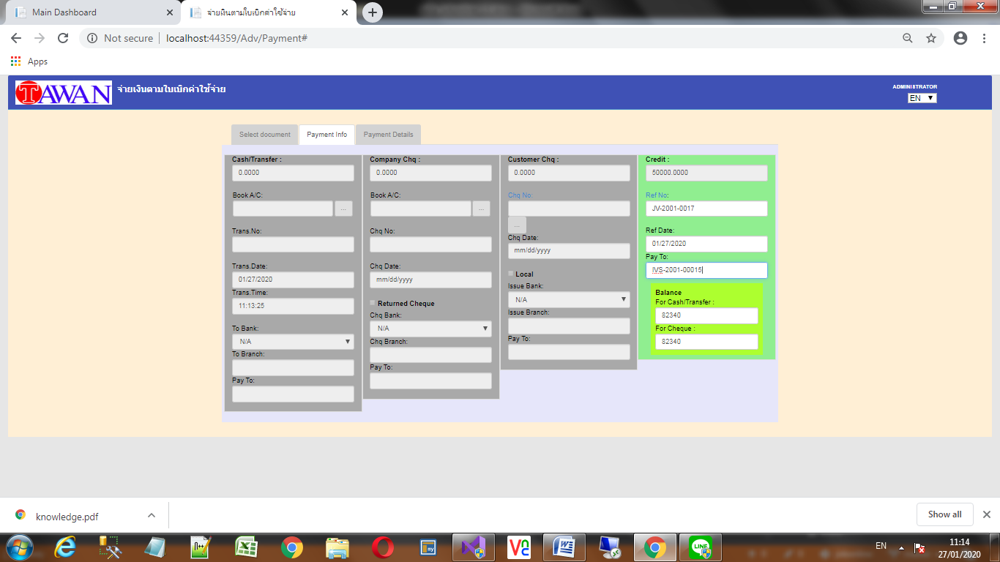 Main Dashboard
จ่ายเงินตามใบเบิกค่าใช้จ่าย
Not secure
localhost:44359/Adv/Payment#
Apps
TAWAN
จ่ายเงินตามใบเบิกค่าใช้จ่าย
ADMINISTRATOR
EN
Select document
Payment Info
Payment Details
Cash/Transfer :
0.0000
Book A/C:
...
Trans.No:
Trans.Date:
01/27/2020
Trans.Time:
11:13:25
To Bank:
N/A
To Branch:
Pay To:
Company Chq :
0.0000
Book A/C:
...
Chq No:
Chq Date:
mm/dd/yyyy
Returned Cheque
Chq Bank:
N/A
Chq Branch:
Pay To:
Customer Chq :
0.0000
Chq No:
...
Chq Date:
mm/dd/yyyy
Local
Issue Bank:
N/A
Issue Branch:
Pay To:
Credit :
50000.0000
Ref No:
JV-2001-0017
Ref Date:
01/27/2020
Pay To:
IVS-2001-00015
Balance
For Cash/Transfer :
82340
For Cheque :
82340
knowledge.pdf
Show all
EN
11:14
27/01/2020